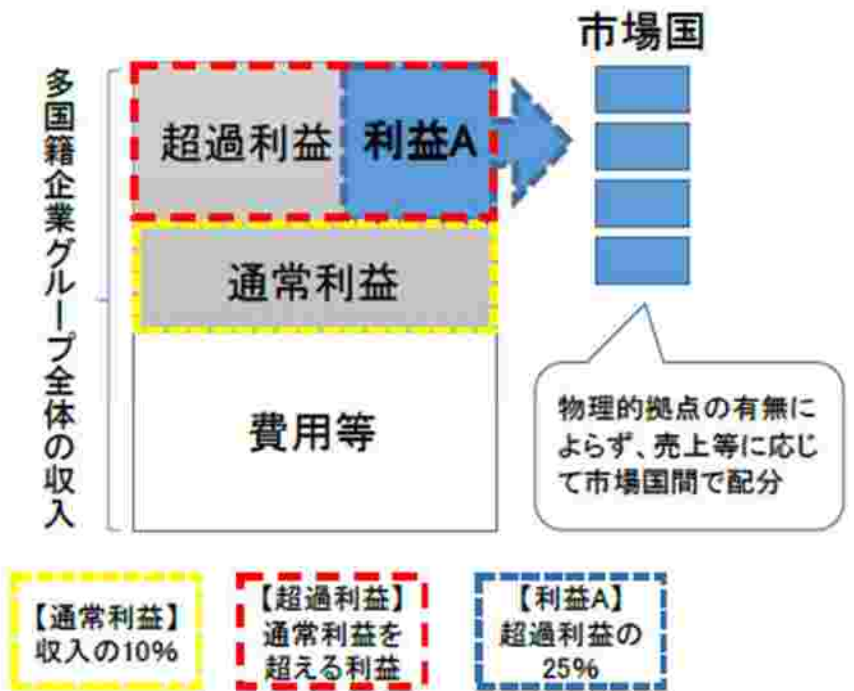 市場国
多国籍企業グループ全体の収入
超過利益
利益A
通常利益
費用等
物理的拠点の有無に
よらず、売上等に応じ
て市場国間で配分
【通常利益】
収入の10%
【超過利益】
通常利益を
超える利益
【利益A】
超過利益の
25%